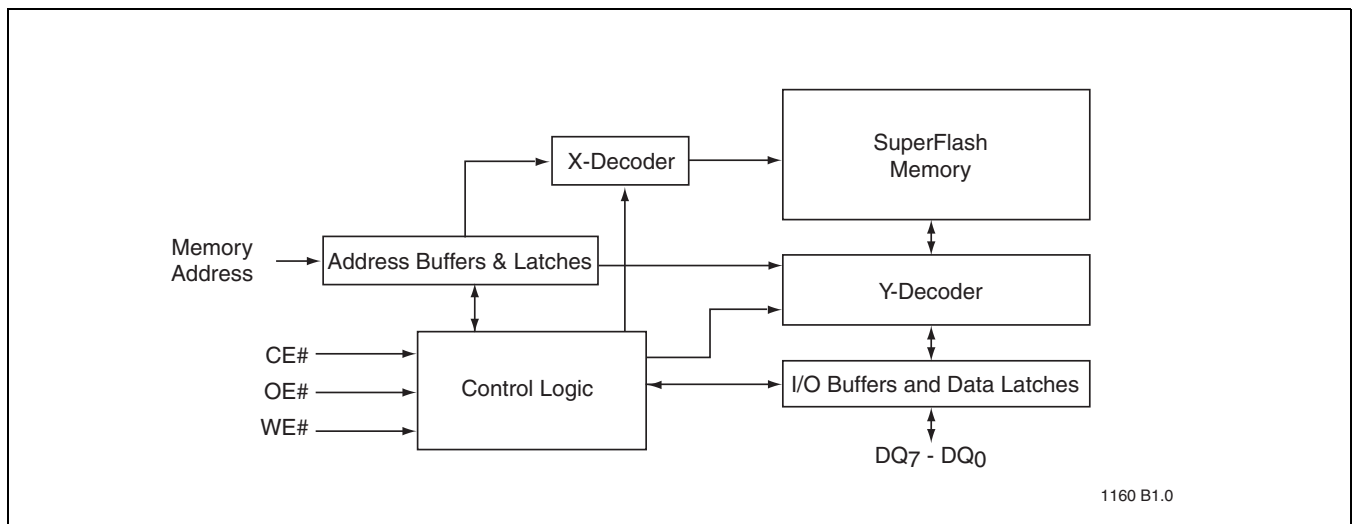 SuperFlash
Memory
X-Decoder
Memory
Address
Address Buffers & Latches
Y-Decoder
CE#
OE#
WE#
Control Logic
I/O Buffers and Data Latches
DQ7 - DQ0
1160 B1.0